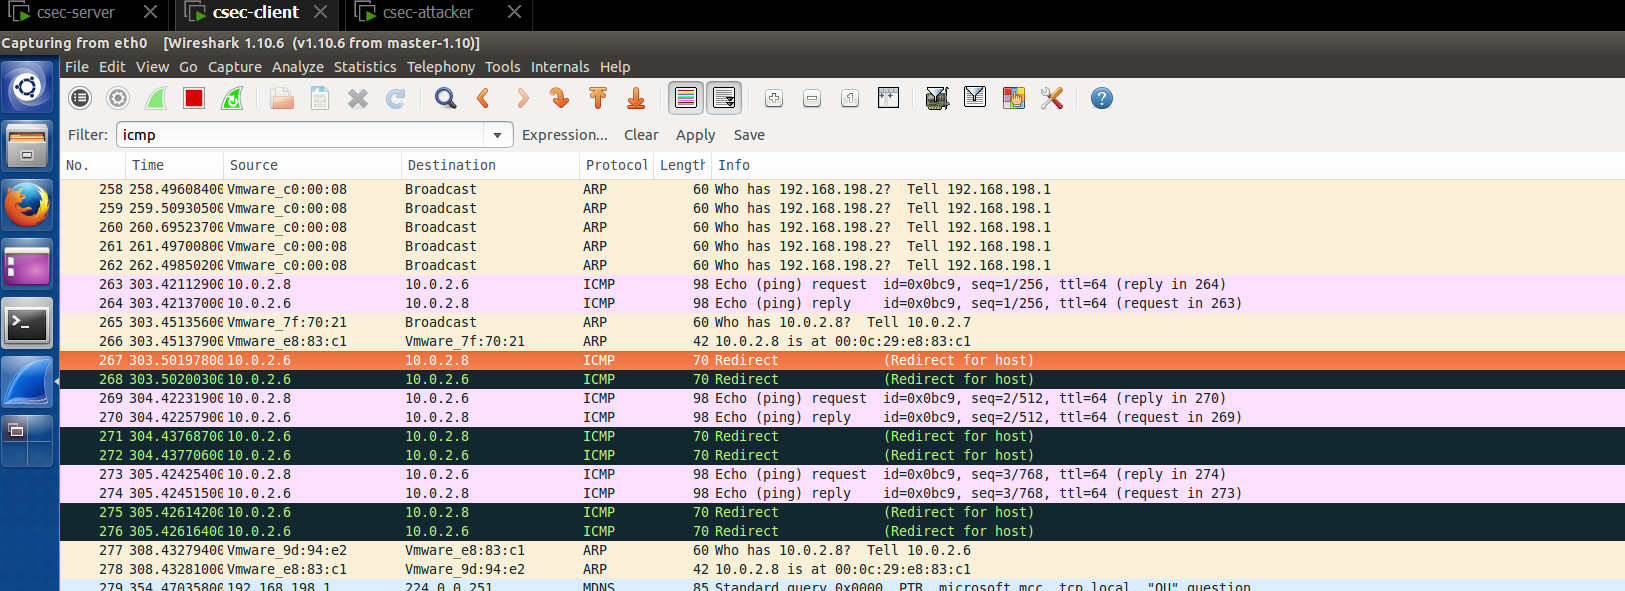 csec-server csec-client csec-attacker
Capturing from eth0 [Wireshark 1.10.6 (v1.10.6 from master-1.10)]
File Edit View Go Capture Analyze Statistics Telephony Tools Internals Help
Filter: icmp Expression... Clear Apply Save
No. Time Source Destination Protocol Length Info
258 258.49608400 Vmware_c0:00:08 Broadcast ARP 60 Who has 192.168.198.2? Tell 192.168.198.1
259 259.50930500 Vmware_c0:00:08 Broadcast ARP 60 Who has 192.168.198.2? Tell 192.168.198.1
260 260.69523700 Vmware_c0:00:08 Broadcast ARP 60 Who has 192.168.198.2? Tell 192.168.198.1
261 261.49700800 Vmware_c0:00:08 Broadcast ARP 60 Who has 192.168.198.2? Tell 192.168.198.1
262 262.49850200 Vmware_c0:00:08 Broadcast ARP 60 Who has 192.168.198.2? Tell 192.168.198.1
263 303.42112900 10.0.2.8 10.0.2.6 ICMP 98 Echo (ping) request id=0x0bc9, seq=1/256, ttl=64 (reply in 264)
264 303.42137000 10.0.2.6 10.0.2.8 ICMP 98 Echo (ping) reply id=0x0bc9, seq=1/256, ttl=64 (request in 263)
265 303.45135600 Vmware_7f:70:21 Broadcast ARP 60 Who has 10.0.2.8? Tell 10.0.2.7
266 303.45137900 Vmware_e8:83:c1 Vmware_7f:70:21 ARP 42 10.0.2.8 is at 00:0c:29:e8:83:c1
267 303.50197800 10.0.2.6 10.0.2.8 ICMP 70 Redirect (Redirect for host)
268 303.50200300 10.0.2.6 10.0.2.8 ICMP 70 Redirect (Redirect for host)
269 304.42231900 10.0.2.8 10.0.2.6 ICMP 98 Echo (ping) request id=0x0bc9, seq=2/512, ttl=64 (reply in 270)
270 304.42257900 10.0.2.6 10.0.2.8 ICMP 98 Echo (ping) reply id=0x0bc9, seq=2/512, ttl=64 (request in 269)
271 304.43768700 10.0.2.6 10.0.2.8 ICMP 70 Redirect (Redirect for host)
272 304.43770600 10.0.2.6 10.0.2.8 ICMP 70 Redirect (Redirect for host)
273 305.42425400 10.0.2.8 10.0.2.6 ICMP 98 Echo (ping) request id=0x0bc9, seq=3/768, ttl=64 (reply in 274)
274 305.42451500 10.0.2.6 10.0.2.8 ICMP 98 Echo (ping) reply id=0x0bc9, seq=3/768, ttl=64 (request in 273)
275 305.42614200 10.0.2.6 10.0.2.8 ICMP 70 Redirect (Redirect for host)
276 305.42616400 10.0.2.6 10.0.2.8 ICMP 70 Redirect (Redirect for host)
277 308.43279400 Vmware_9d:94:e2 Vmware_e8:83:c1 ARP 60 Who has 10.0.2.8? Tell 10.0.2.6
278 308.43281000 Vmware_e8:83:c1 Vmware_9d:94:e2 ARP 42 10.0.2.8 is at 00:0c:29:e8:83:c1
279 354.47035800 192.168.198.1 224.0.0.251 MDNS 85 Standard query 0x0000 PTR _microsoft_mcc._tcp.local, "QU" question